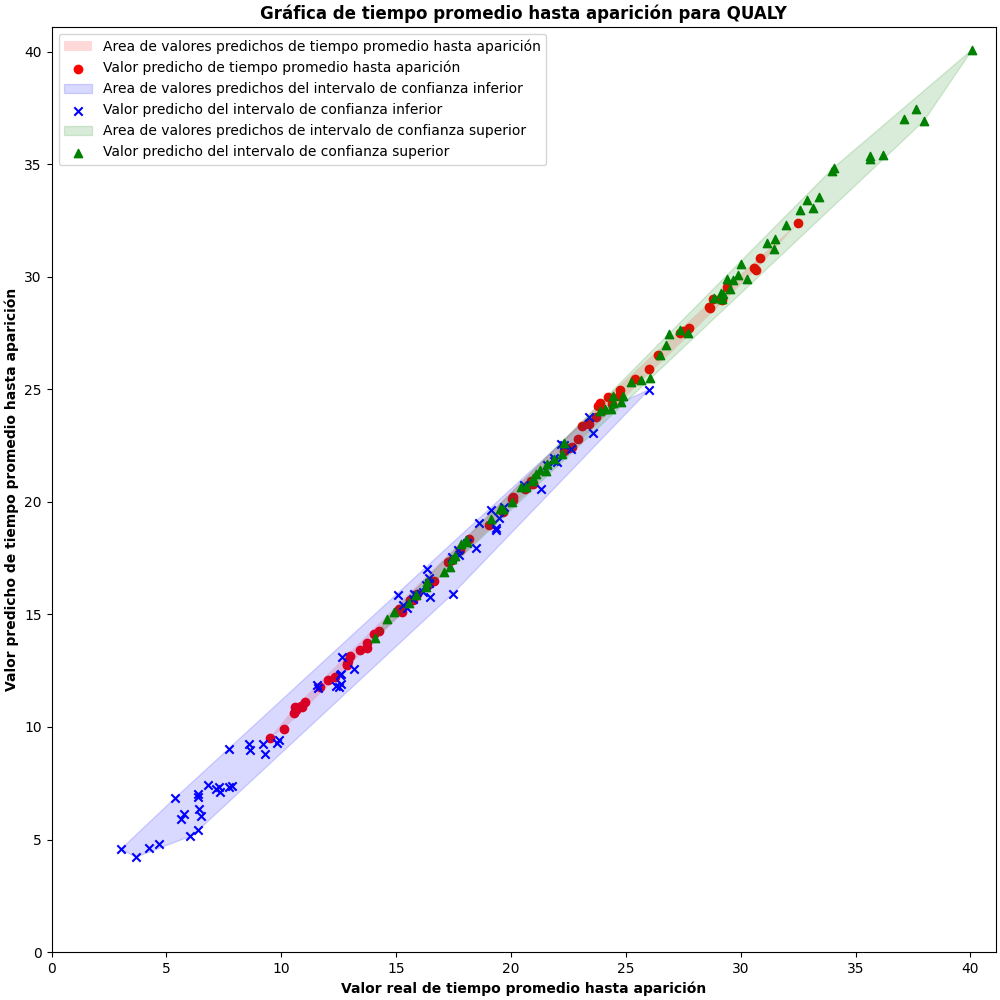 Gráfica de tiempo promedio hasta aparición para QUALY
Area de valores predichos de tiempo promedio hasta aparición
Valor predicho de tiempo promedio hasta aparición
Area de valores predichos del intervalo de confianza inferior
Valor predicho del intervalo de confianza inferior
Area de valores predichos de intervalo de confianza superior
Valor predicho del intervalo de confianza superior
Valor predicho de tiempo promedio hasta aparición
40
35
30
25
20
15
10
5
0
0 5 10 15 20 25 30 35 40
Valor real de tiempo promedio hasta aparición